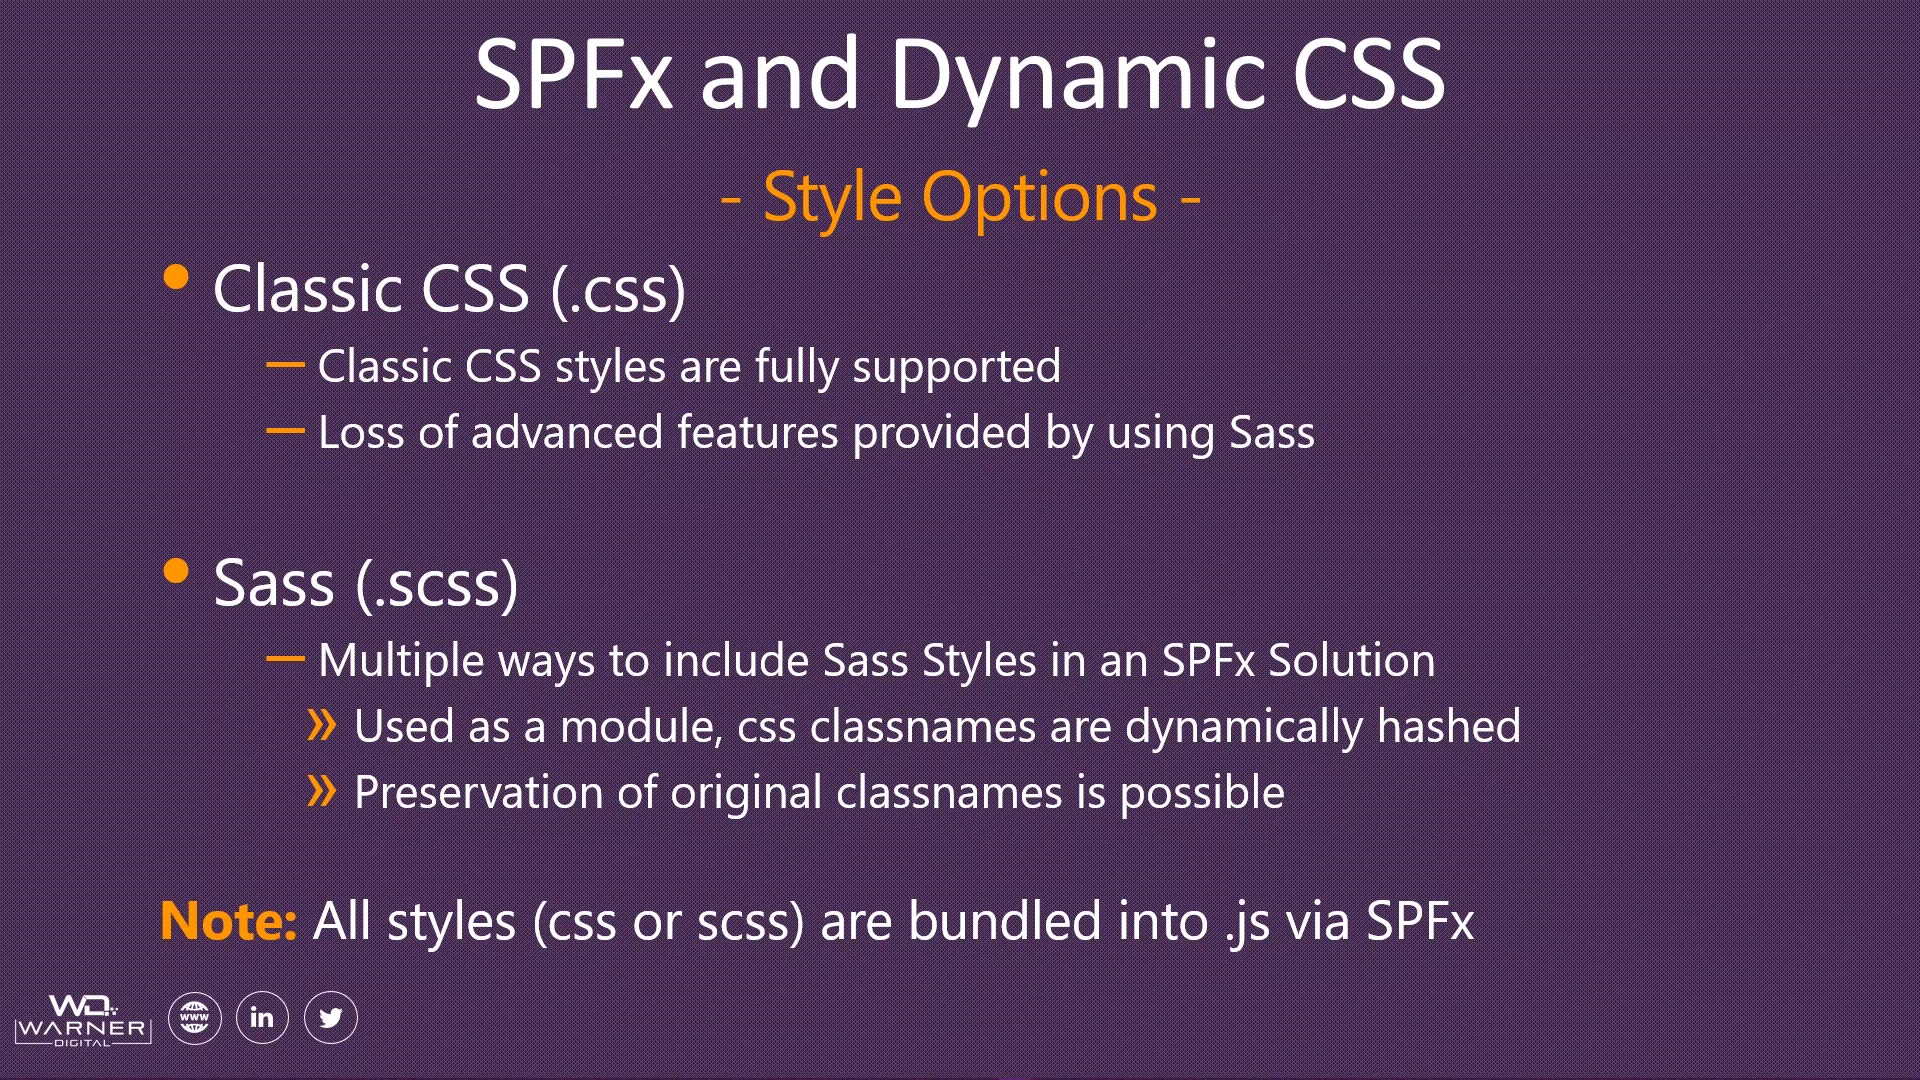 SPFx and Dynamic CSS
- Style Options -
• Classic CSS (.css)
— Classic CSS styles are fully supported
— Loss of advanced features provided by using Sass
• Sass (.scss)
— Multiple ways to include Sass Styles in an SPFx Solution
» Used as a module, css classnames are dynamically hashed
» Preservation of original classnames is possible
Note: All styles (css or scss) are bundled into .js via SPFx
WD
WARNER
DIGITAL
www
in